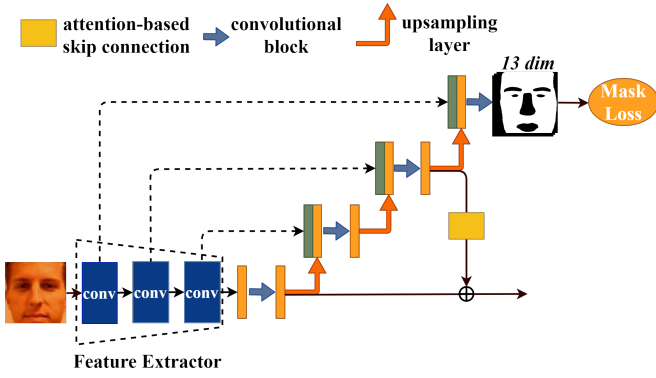 attention-based
skip connection
convolutional
block
upsampling
layer
13 dim
Mask
Loss
conv
conv
conv
Feature Extractor